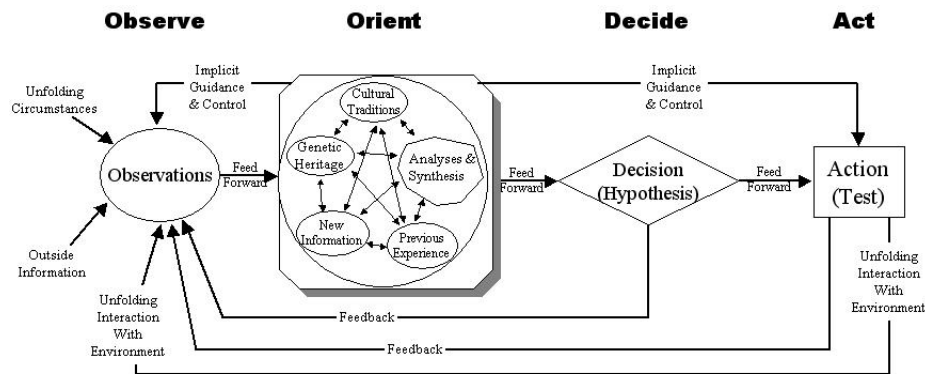 Observe
Orient
Decide
Act
Implicit
Guidance
& Control
Implicit
Guidance
& Control
Unfolding
Circumstances
Cultural
Traditions
Genetic
Heritage
Analyses &
Synthesis
New
Information
Previous
Experience
Observations
Feed
Forward
Feed
Forward
Decision
(Hypothesis)
Feed
Forward
Action
(Test)
Outside
Information
Unfolding
Interaction
With
Environment
Unfolding
Interaction
With
Environment
Feedback
Feedback